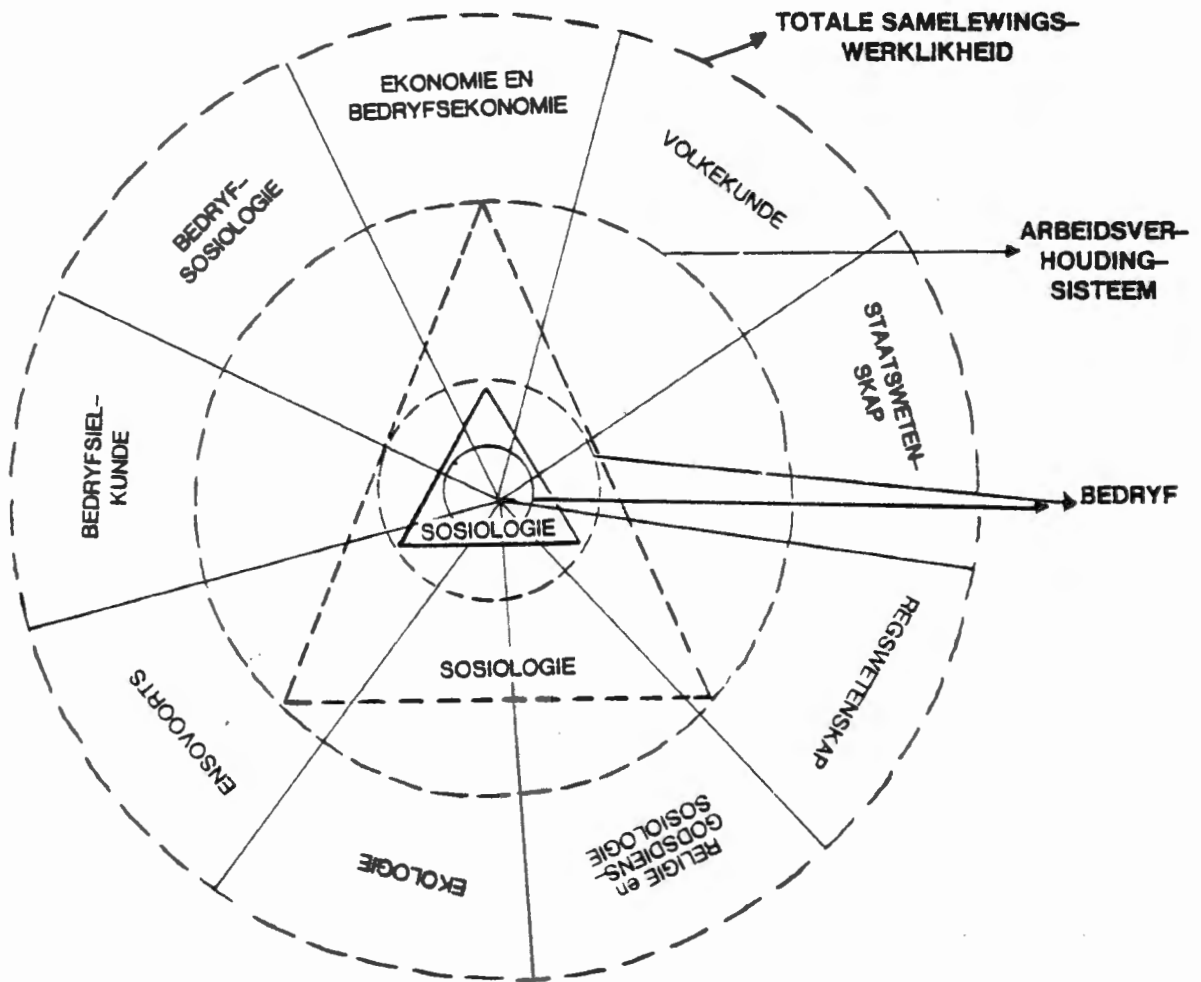 TOTALE SAMELEWINGS-
WERKLIKHEID
EKONOMIE EN
BEDRYFSEKONOMIE
VOLKEKUNDE
BEDRYF-
SOSIOLOGIE
ARBEIDSVER-
HOUDING-
SISTEEM
STAATSWETEN-
SKAP
BEDRYFSIEL-
KUNDE
BEDRYF
SOSIOLOGIE
SOSIOLOGIE
REGSWETENSKAP
ENSOVOORTS
RELIGIE en
GODSDIENS-
SOSIOLOGIE
EKOLOGIE